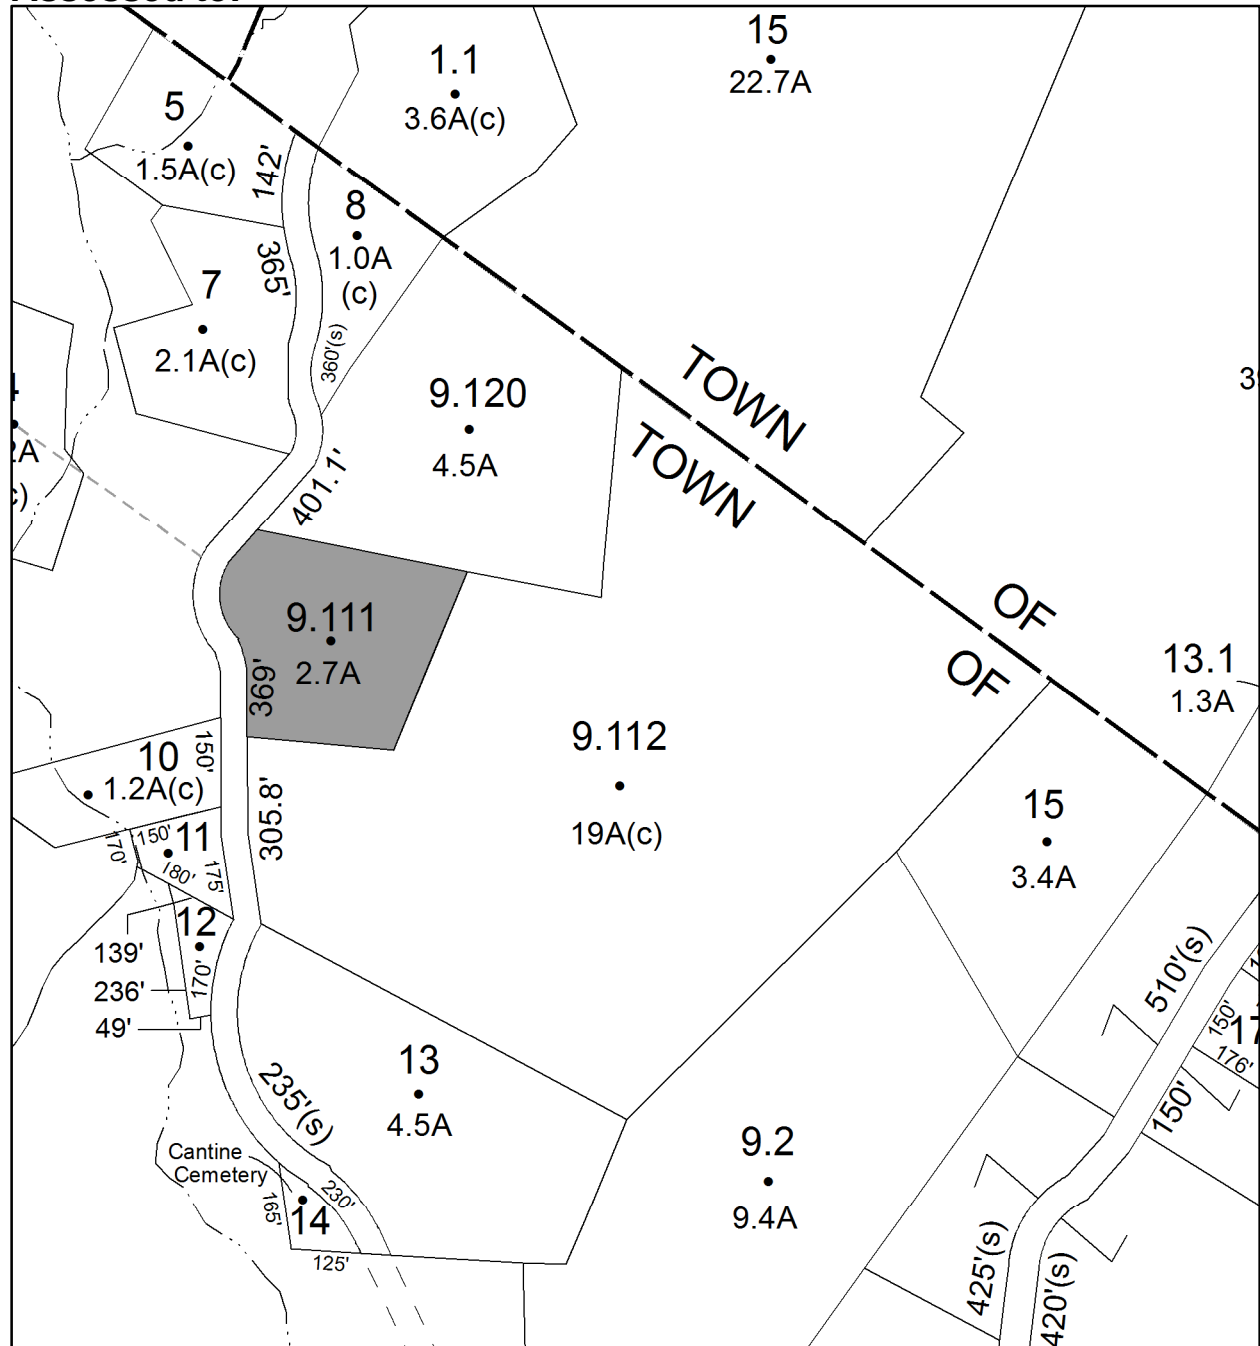 15
22.7A
1.1
3.6A(c)
5
1.5A(c)
142'
8
1.0A
(c)
365'
7
2.1A(c)
360'(s)
9.120
4.5A
401.1'
TOWN
TOWN
OF
OF
9.111
2.7A
369'
13.1
1.3A
9.112
19A(c)
10
1.2A(c)
150'
305.8'
15
3.4A
11
150'
170'
180'
175'
12
139'
236'
49'
170'
510'(s)
150'
17
176'
150'
13
4.5A
235'(s)
Cantine
Cemetery
14
230'
165'
125'
9.2
9.4A
425'(s)
420'(s)